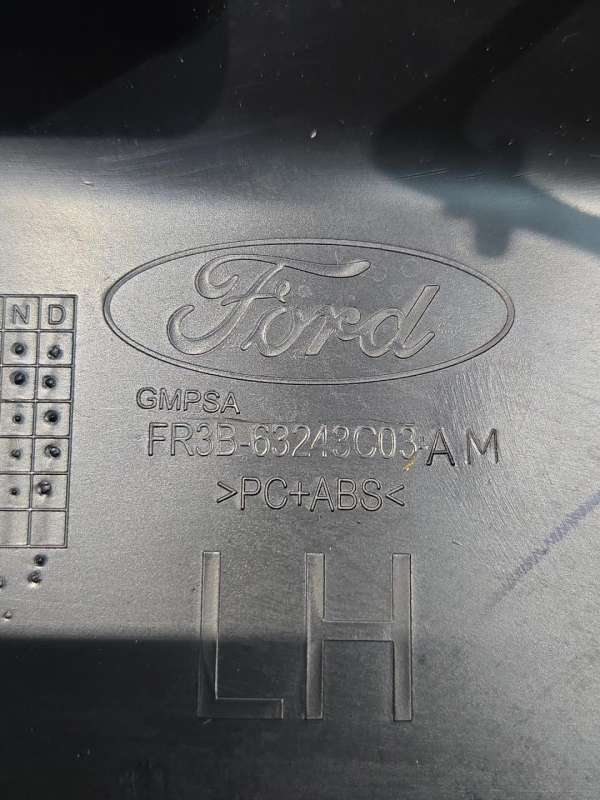 Ford
N D
GMPSA
FR3B-63243C03-AM
>PC+ABS<
LH